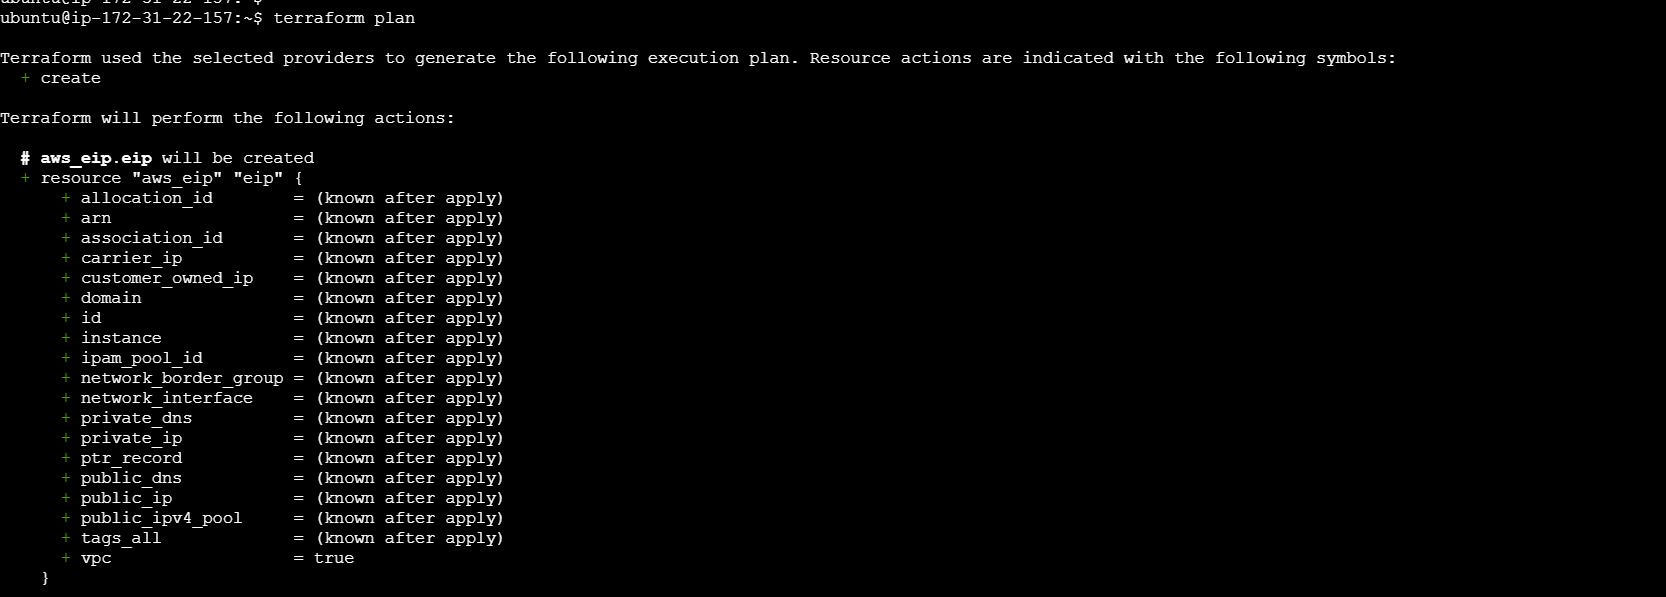 ubuntu@ip-172-31-22-157:~$
ubuntu@ip-172-31-22-157:~$ terraform plan
Terraform used the selected providers to generate the following execution plan. Resource actions are indicated with the following symbols:
+ create
Terraform will perform the following actions:
# aws_eip.eip will be created
+ resource "aws_eip" "eip" {
+ allocation_id = (known after apply)
+ arn = (known after apply)
+ association_id = (known after apply)
+ carrier_ip = (known after apply)
+ customer_owned_ip = (known after apply)
+ domain = (known after apply)
+ id = (known after apply)
+ instance = (known after apply)
+ ipam_pool_id = (known after apply)
+ network_border_group = (known after apply)
+ network_interface = (known after apply)
+ private_dns = (known after apply)
+ private_ip = (known after apply)
+ ptr_record = (known after apply)
+ public_dns = (known after apply)
+ public_ip = (known after apply)
+ public_ipv4_pool = (known after apply)
+ tags_all = (known after apply)
+ vpc = true
}